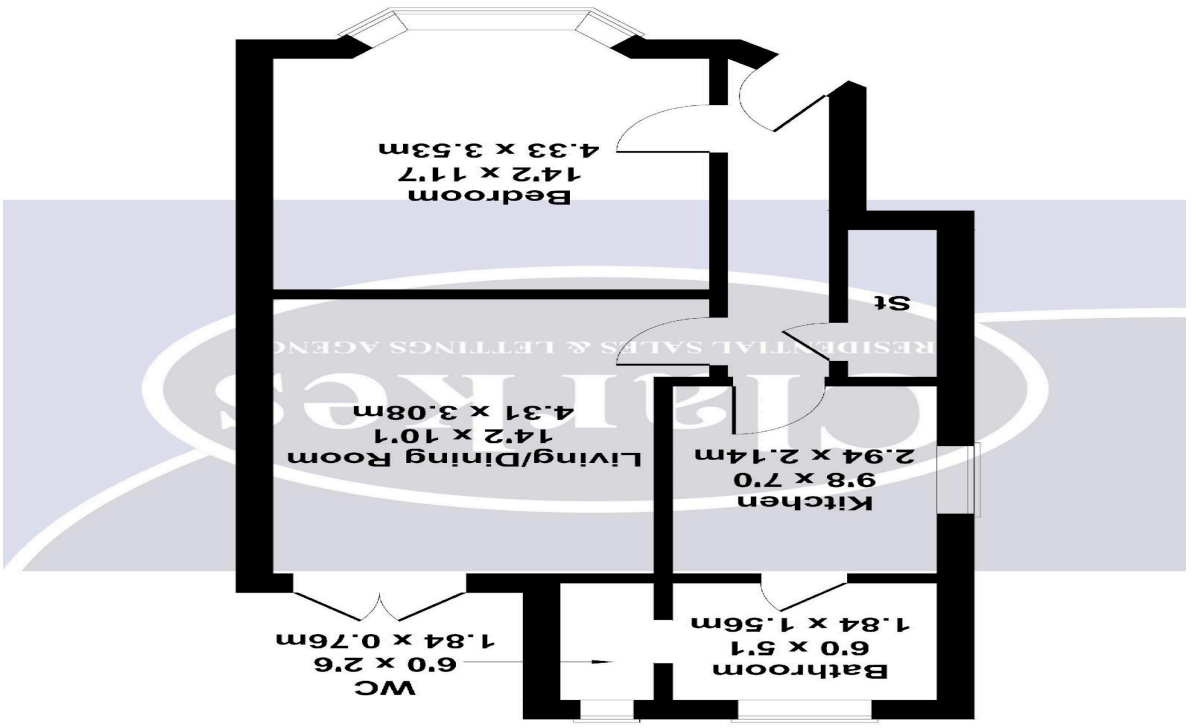 WC
6'0 x 2'6
1.84 x 0.76m
Bathroom
6'0 x 5'1
1.84 x 1.56m
Kitchen
9'8 x 7'0
2.94 x 2.14m
Living/Dining Room
14'2 x 10'1
4.31 x 3.08m
Clarkes
RESIDENTIAL SALES & LETTINGS AGENC
St
Bedroom
14'2 x 11'7
4.33 x 3.53m